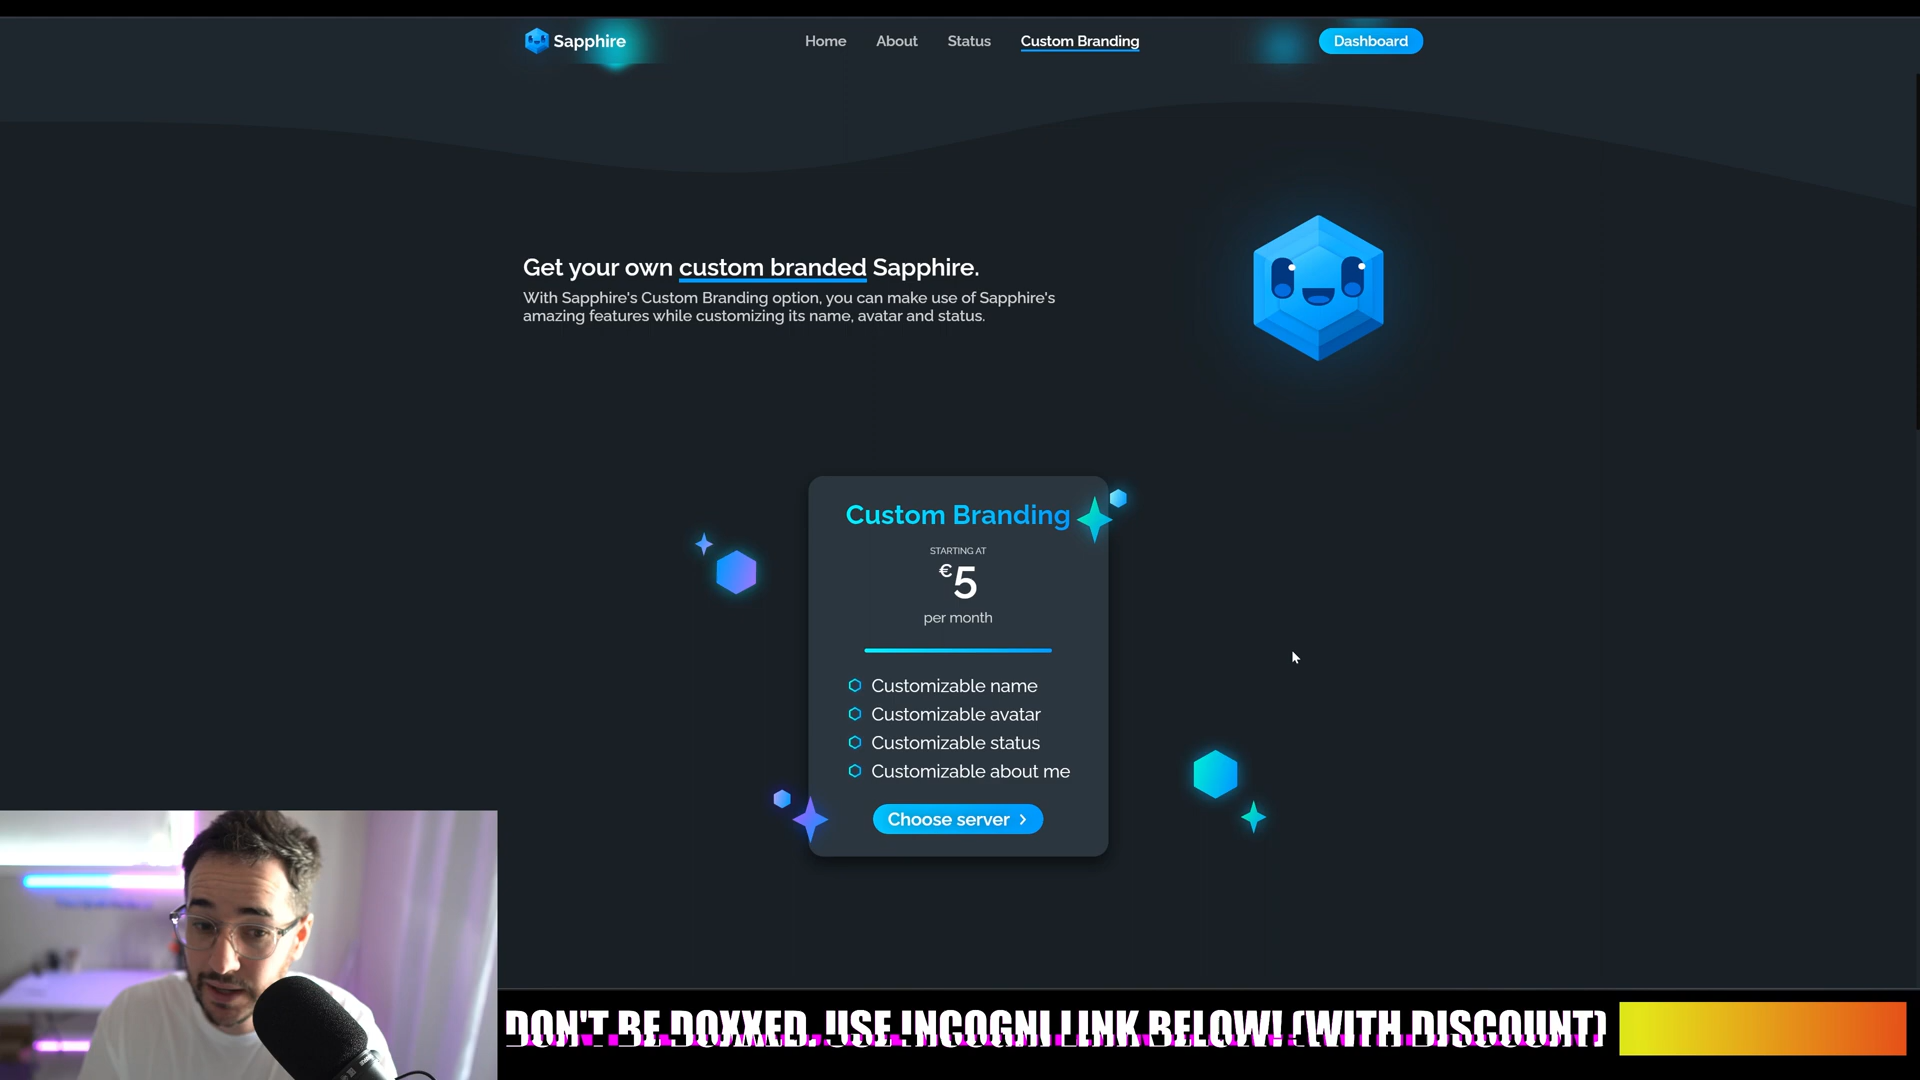 Sapphire
Home
About
Status
Custom Branding
Dashboard
Get your own custom branded Sapphire.
With Sapphire's Custom Branding option, you can make use of Sapphire's
amazing features while customizing its name, avatar and status.
Custom Branding
STARTING AT
€5
per month
Customizable name
Customizable avatar
Customizable status
Customizable about me
Choose server
DON'T BE DOXXED. USE INCOGNI LINK BELOW! (WITH DISCOUNT)